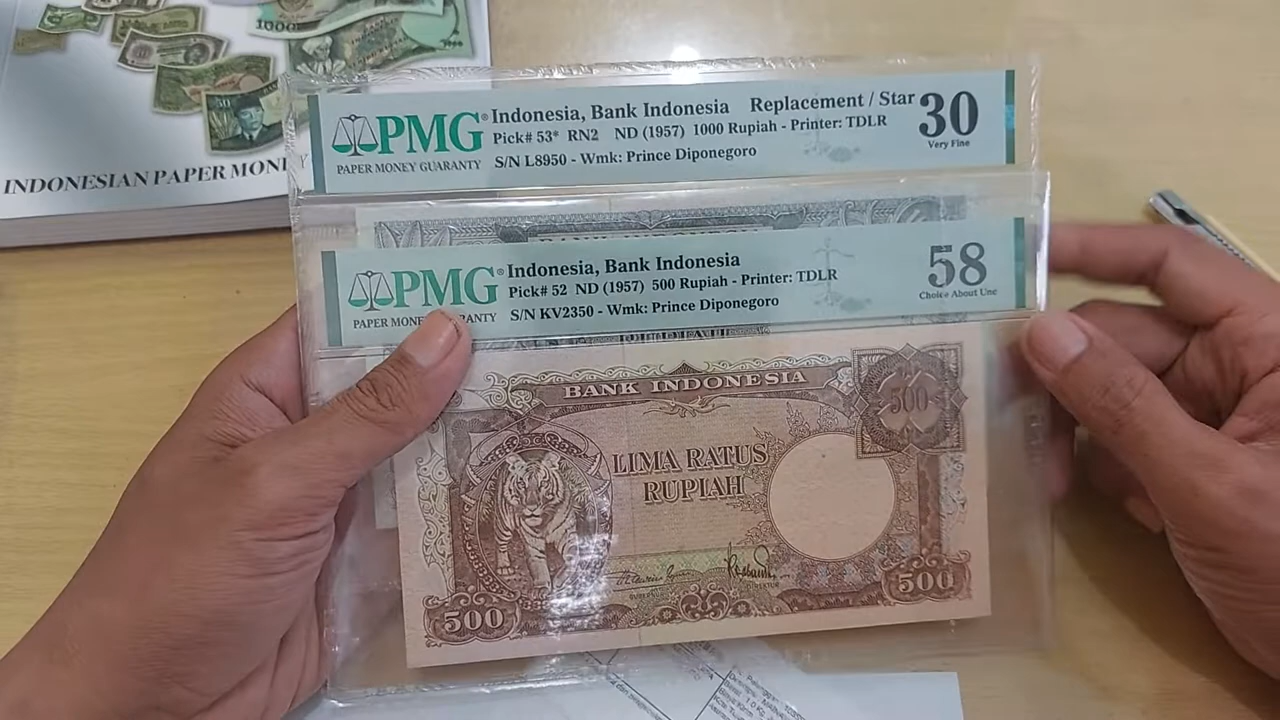 1000
50
INDONESIAN PAPER MON
PMG
PAPER MONEY GUARANTY
Indonesia, Bank Indonesia Replacement / Star
Pick# 53* RN2 ND (1957) 1000 Rupiah - Printer: TDLR
S/N L8950 - Wmk: Prince Diponegoro
30
Very Fine
PMG
PAPER MONEY GUARANTY
Indonesia, Bank Indonesia
Pick# 52 ND (1957) 500 Rupiah - Printer: TDLR
S/N KV2350 - Wmk: Prince Diponegoro
58
Choice About Unc
BANK INDONESIA
500
LIMA RATUS
RUPIAH
500
500